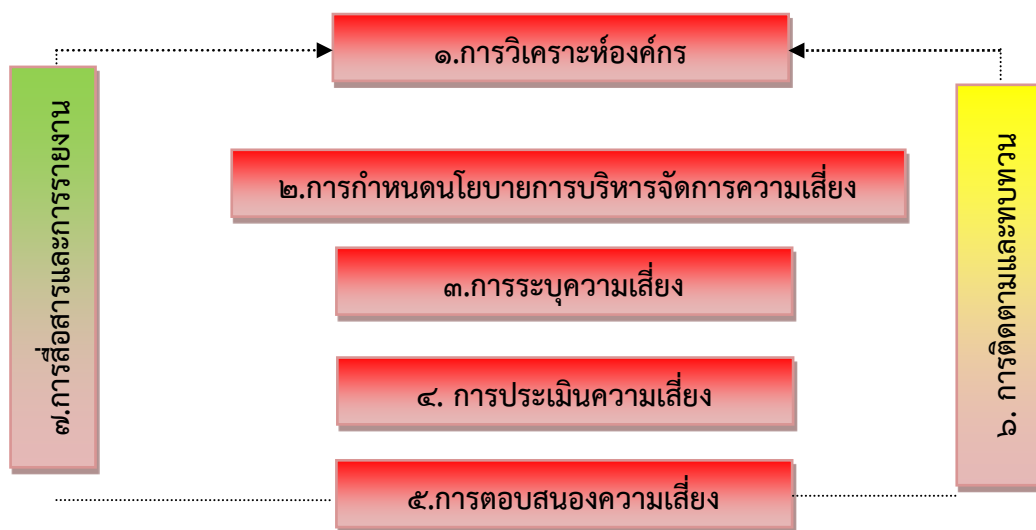 ๑.การวิเคราะห์องค์กร
๒.การกำหนดนโยบายการบริหารจัดการความเสี่ยง
๓.การระบุความเสี่ยง
๔. การประเมินความเสี่ยง
๕.การตอบสนองความเสี่ยง
๖. การติดตามและทบทวน
๗.การสื่อสารและการรายงาน